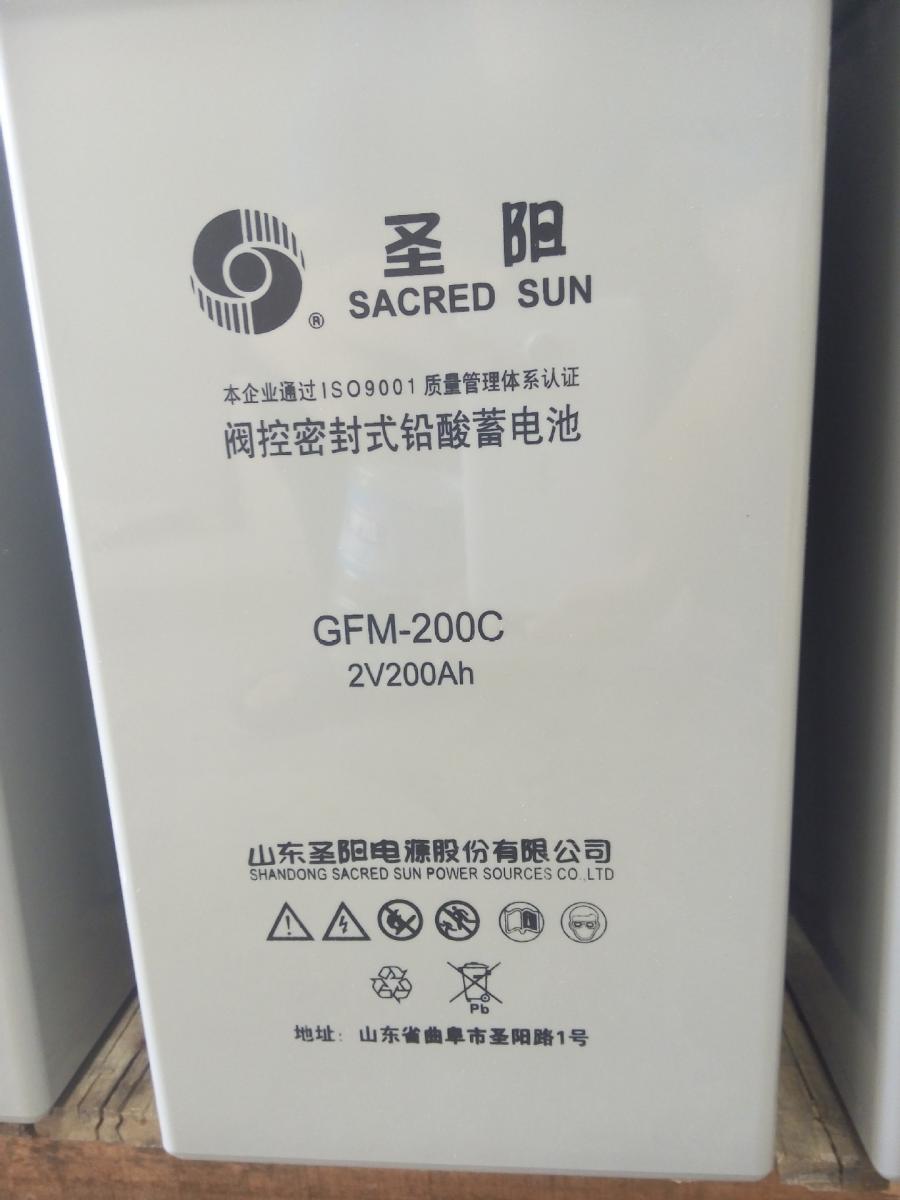 圣阳
®
SACRED SUN
本企业通过ISO9001质量管理体系认证
阀控密封式铅酸蓄电池
GFM-200C
2V200Ah
山东圣阳电源股份有限公司
SHANDONG SACRED SUN POWER SOURCES CO.,LTD
Pb
地址：山东省曲阜市圣阳路1号